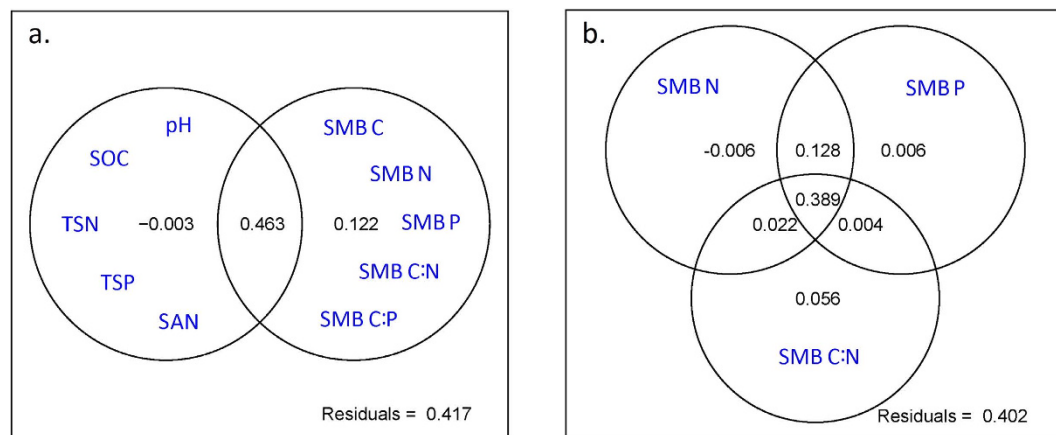 a.
pH
SMB C
SOC
SMB N
TSN
−0.003
0.463
0.122
SMB P
TSP
SMB C:N
SAN
SMB C:P
Residuals = 0.417
b.
SMB N
SMB P
-0.006
0.128
0.006
0.389
0.022
0.004
0.056
SMB C:N
Residuals = 0.402